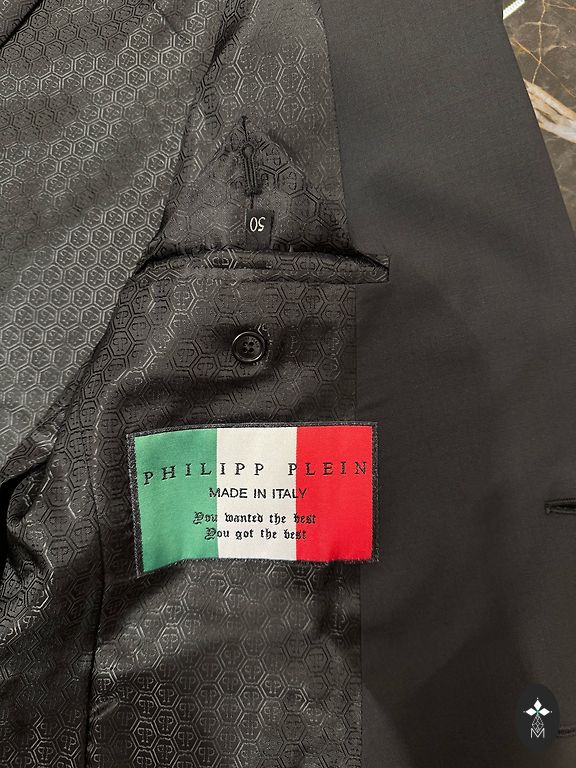 50
PHILIPP PLEIN
MADE IN ITALY
You wanted the best
You got the best
M